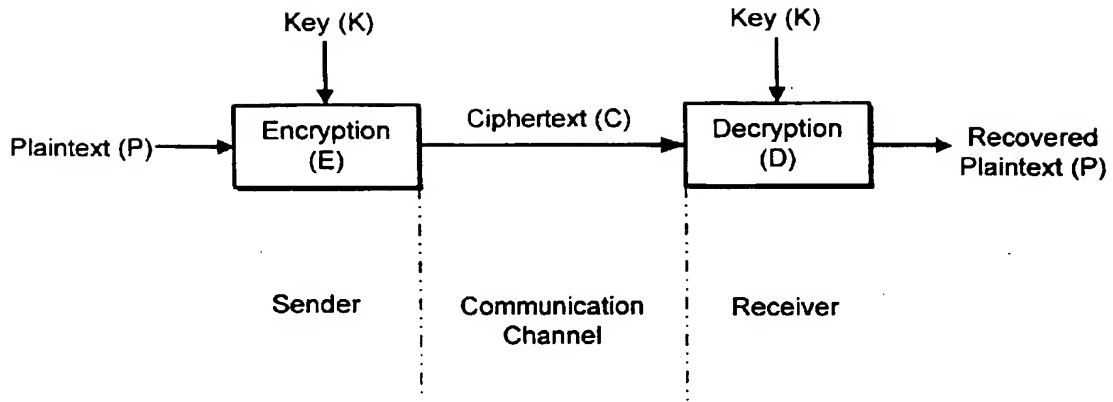 Key (K)
Key (K)
Plaintext (P)
Encryption
(E)
Ciphertext (C)
Decryption
(D)
Recovered
Plaintext (P)
Sender
Communication
Channel
Receiver